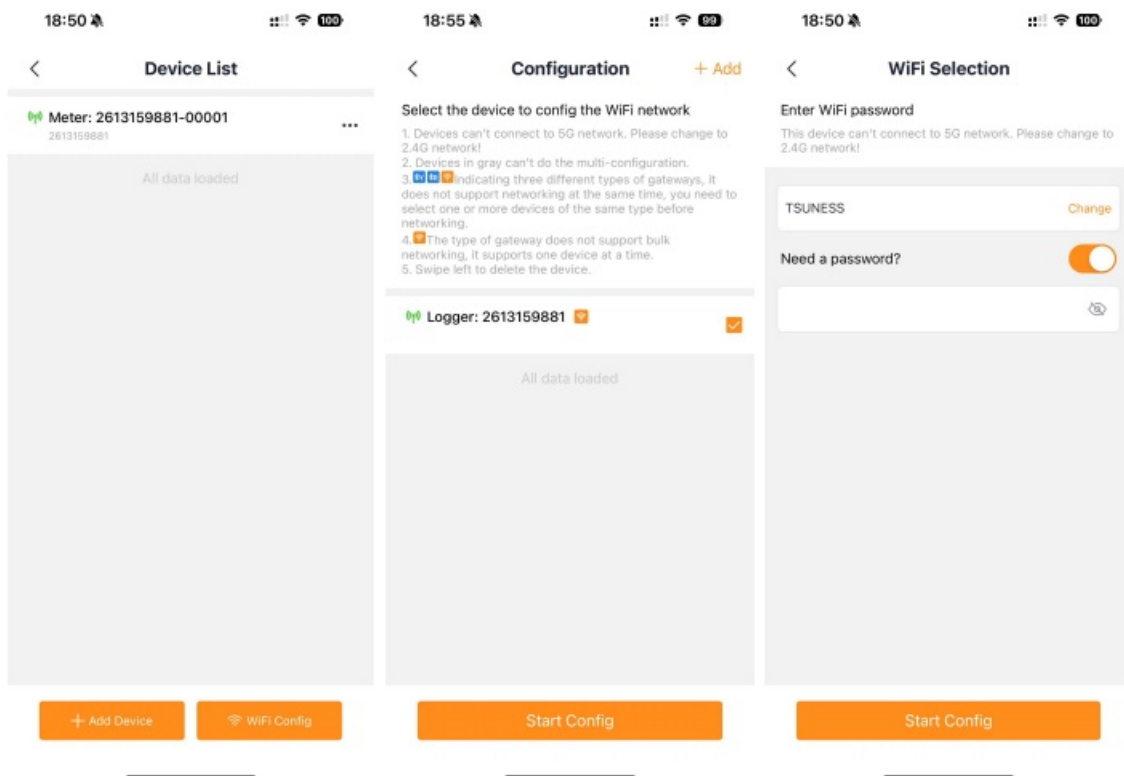 18:50
100
Device List
Meter: 2613159881-00001
2613159881
All data loaded
+ Add Device
WiFi Config
18:55
99
Configuration
+ Add
Select the device to config the WiFi network
1. Devices can't connect to 5G network. Please change to
2.4G network!
2. Devices in gray can't do the multi-configuration.
3. indicating three different types of gateways, it
does not support networking at the same time, you need to
select one or more devices of the same type before
networking.
4. The type of gateway does not support bulk
networking, it supports one device at a time.
5. Swipe left to delete the device.
Logger: 2613159881
All data loaded
Start Config
18:50
100
WiFi Selection
Enter WiFi password
This device can't connect to 5G network. Please change to
2.4G network!
TSUNESS
Change
Need a password?
Start Config